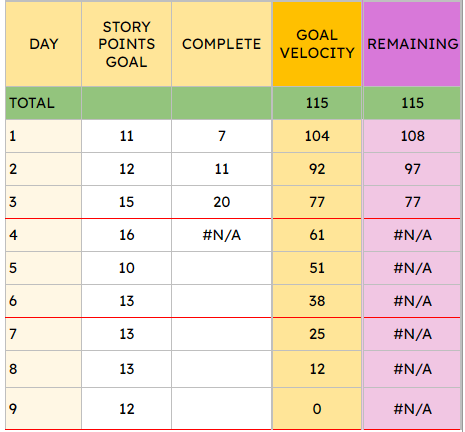 DAY STORY POINTS GOAL COMPLETE GOAL VELOCITY REMAINING
TOTAL 115 115
1 11 7 104 108
2 12 11 92 97
3 15 20 77 77
4 16 #N/A 61 #N/A
5 10 51 #N/A
6 13 38 #N/A
7 13 25 #N/A
8 13 12 #N/A
9 12 0 #N/A